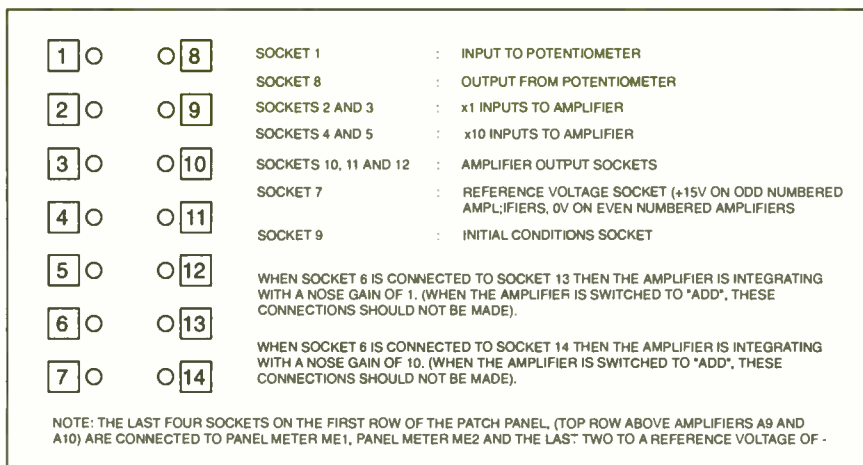 1 8 SOCKET 1 : INPUT TO POTENTIOMETER
SOCKET 8 : OUTPUT FROM POTENTIOMETER
2 9 SOCKETS 2 AND 3 : x1 INPUTS TO AMPLIFIER
SOCKETS 4 AND 5 : x10 INPUTS TO AMPLIFIER
3 10 SOCKETS 10, 11 AND 12 : AMPLIFIER OUTPUT SOCKETS
SOCKET 7 : REFERENCE VOLTAGE SOCKET (+15V ON ODD NUMBERED
4 11 AMPL;IFIERS, 0V ON EVEN NUMBERED AMPLIFIERS
SOCKET 9 : INITIAL CONDITIONS SOCKET
5 12
WHEN SOCKET 6 IS CONNECTED TO SOCKET 13 THEN THE AMPLIFIER IS INTEGRATING
WITH A NOSE GAIN OF 1. (WHEN THE AMPLIFIER IS SWITCHED TO "ADD", THESE
CONNECTIONS SHOULD NOT BE MADE).
6 13
WHEN SOCKET 6 IS CONNECTED TO SOCKET 14 THEN THE AMPLIFIER IS INTEGRATING
WITH A NOSE GAIN OF 10. (WHEN THE AMPLIFIER IS SWITCHED TO "ADD", THESE
7 14 CONNECTIONS SHOULD NOT BE MADE).
NOTE: THE LAST FOUR SOCKETS ON THE FIRST ROW OF THE PATCH PANEL, (TOP ROW ABOVE AMPLIFIERS A9 AND
A10) ARE CONNECTED TO PANEL METER ME1, PANEL METER ME2 AND THE LAST TWO TO A REFERENCE VOLTAGE OF -